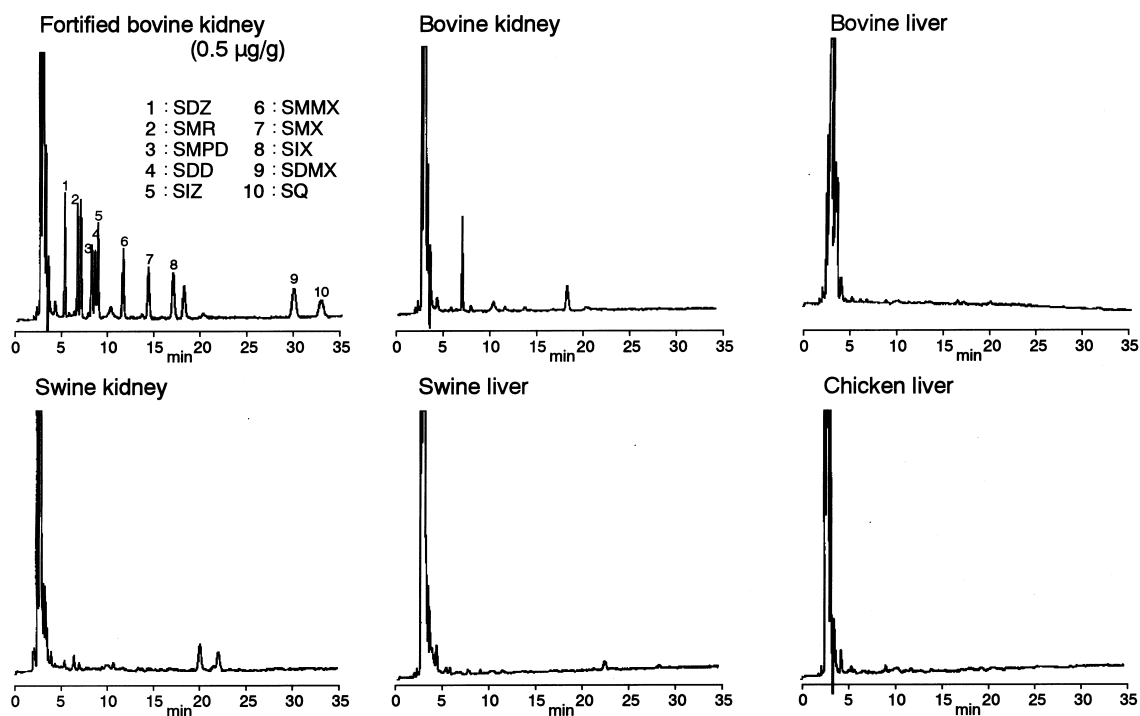 Fortified bovine kidney
(0.5 µg/g)
1 : SDZ 6 : SMMX
2 : SMR 7 : SMX
3 : SMPD 8 : SIX
4 : SDD 9 : SDMX
5 : SIZ 10 : SQ
1
2
3
4
5
6
7
8
9
10
0 5 10 15 20 25 30 35
min
Bovine kidney
0 5 10 15 20 25 30 35
min
Bovine liver
0 5 10 15 20 25 30 35
min
Swine kidney
0 5 10 15 20 25 30 35
min
Swine liver
0 5 10 15 20 25 30 35
min
Chicken liver
0 5 10 15 20 25 30 35
min